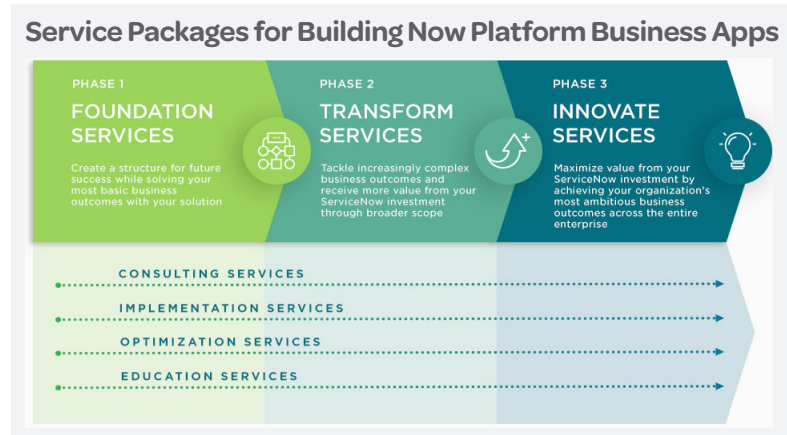 Service Packages for Building Now Platform Business Apps
PHASE 1
FOUNDATION
SERVICES
Create a structure for future
success while solving your
most basic business
outcomes with your solution
PHASE 2
TRANSFORM
SERVICES
Tackle increasingly complex
business outcomes and
receive more value from your
ServiceNow investment
through broader scope
PHASE 3
INNOVATE
SERVICES
Maximize value from your
ServiceNow investment by
achieving your organization's
most ambitious business
outcomes across the entire
enterprise
CONSULTING SERVICES
IMPLEMENTATION SERVICES
OPTIMIZATION SERVICES
EDUCATION SERVICES